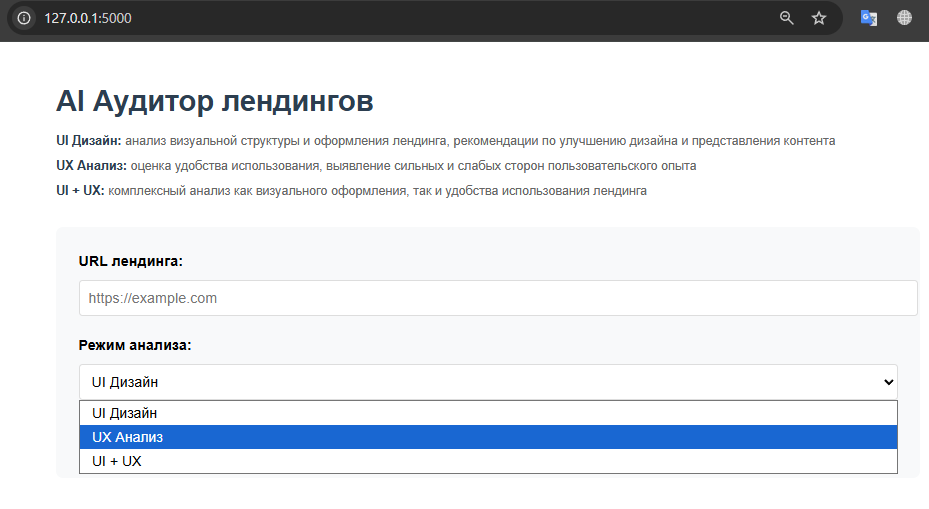 127.0.0.1:5000
AI Аудитор лендингов
UI Дизайн: анализ визуальной структуры и оформления лендинга, рекомендации по улучшению дизайна и представления контента
UX Анализ: оценка удобства использования, выявление сильных и слабых сторон пользовательского опыта
UI + UX: комплексный анализ как визуального оформления, так и удобства использования лендинга
URL лендинга:
https://example.com
Режим анализа:
UI Дизайн
UI Дизайн
UX Анализ
UI + UX